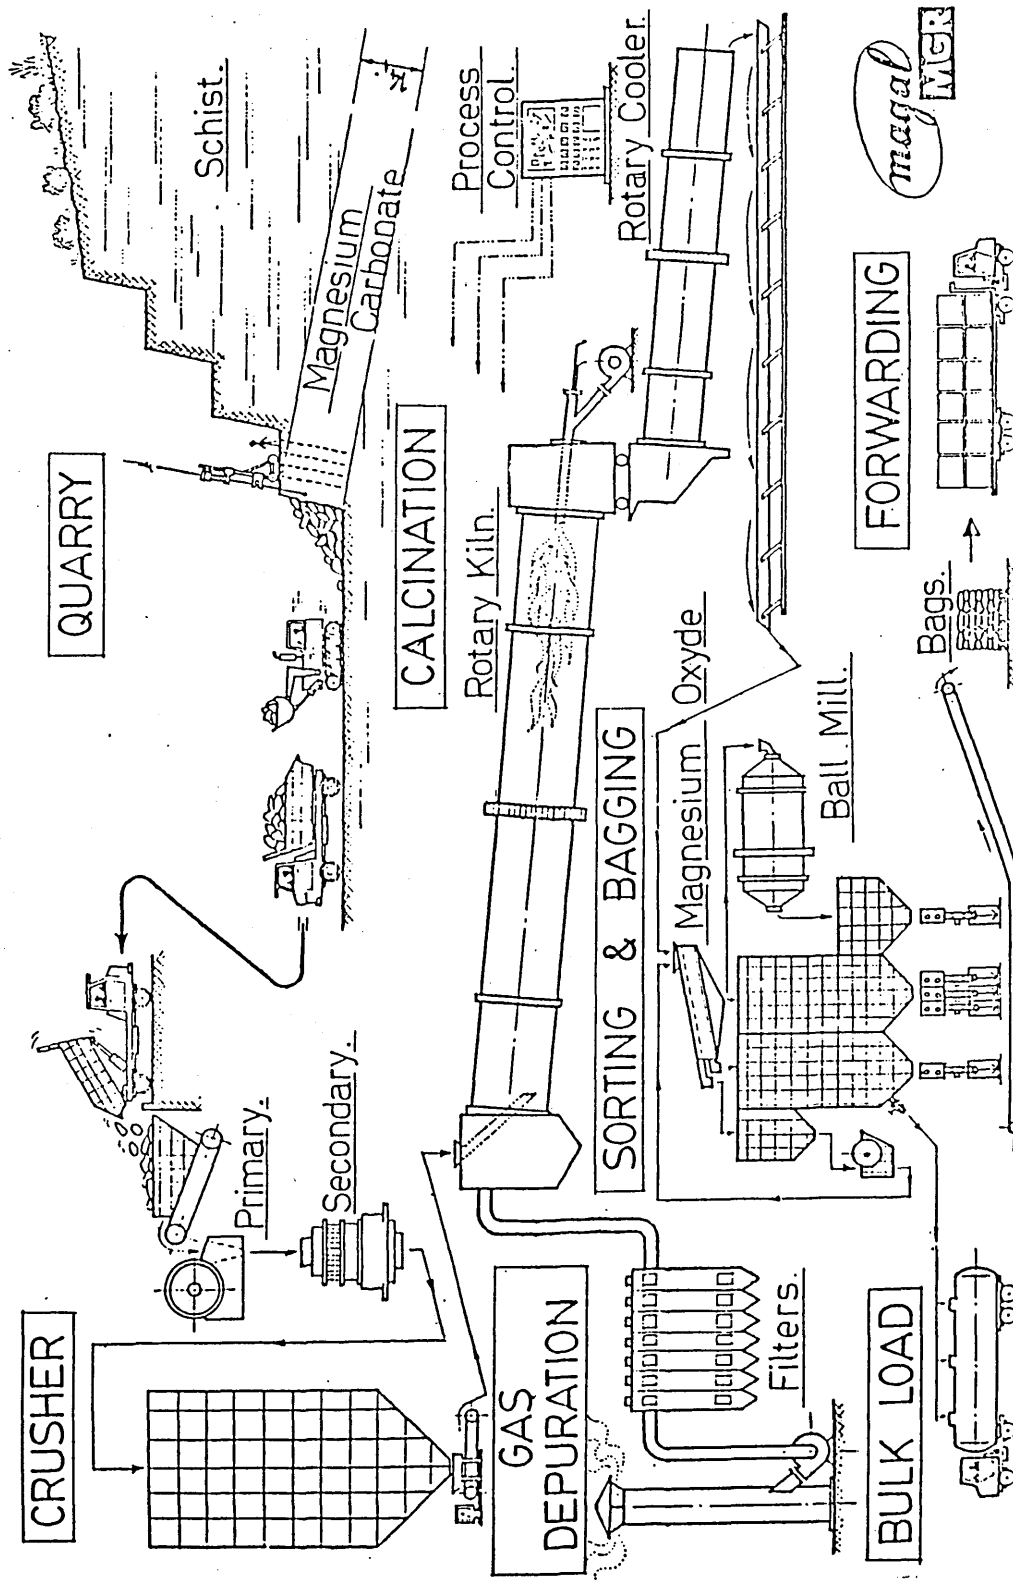 CRUSHER
QUARRY
Schist.
Primary.
Secondary.
Magnesium
Carbonate
CALCINATION
Rotary Kiln.
Process
Control.
GAS
DEPURATION
SORTING & BAGGING
Rotary Cooler.
Magnesium Oxyde
Filters.
Ball Mill.
BULK LOAD
FORWARDING
Bags.
magal
MGR